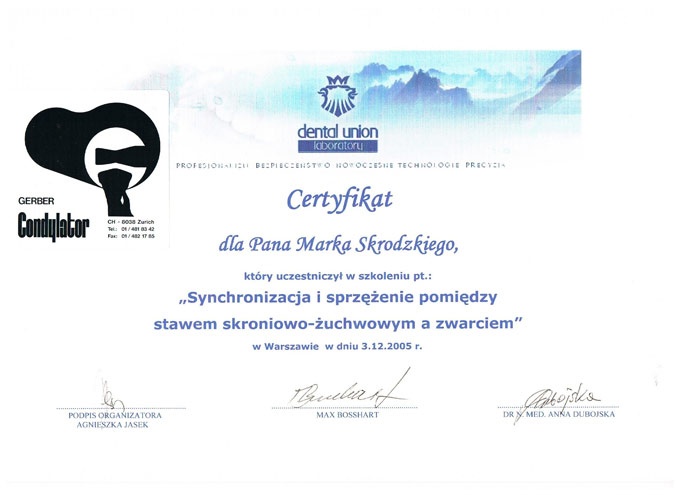 dental union
laboratory
PROFESJONALIZM BEZPIECZEŃSTWO NOWOCZESNE TECHNOLOGIE PRECYZJA
GERBER
Condylator
CH - 8038 Zurich
Tel.: 01 / 481 83 42
Fax: 01 / 482 17 65
Certyfikat
dla Pana Marka Skrodzkiego,
który uczestniczył w szkoleniu pt.:
„Synchronizacja i sprzężenie pomiędzy
stawem skroniowo-żuchwowym a zwarciem”
w Warszawie w dniu 3.12.2005 r.
PODPIS ORGANIZATORA
AGNIESZKA JASEK
MAX BOSSHART
DR N. MED. ANNA DUBOJSKA